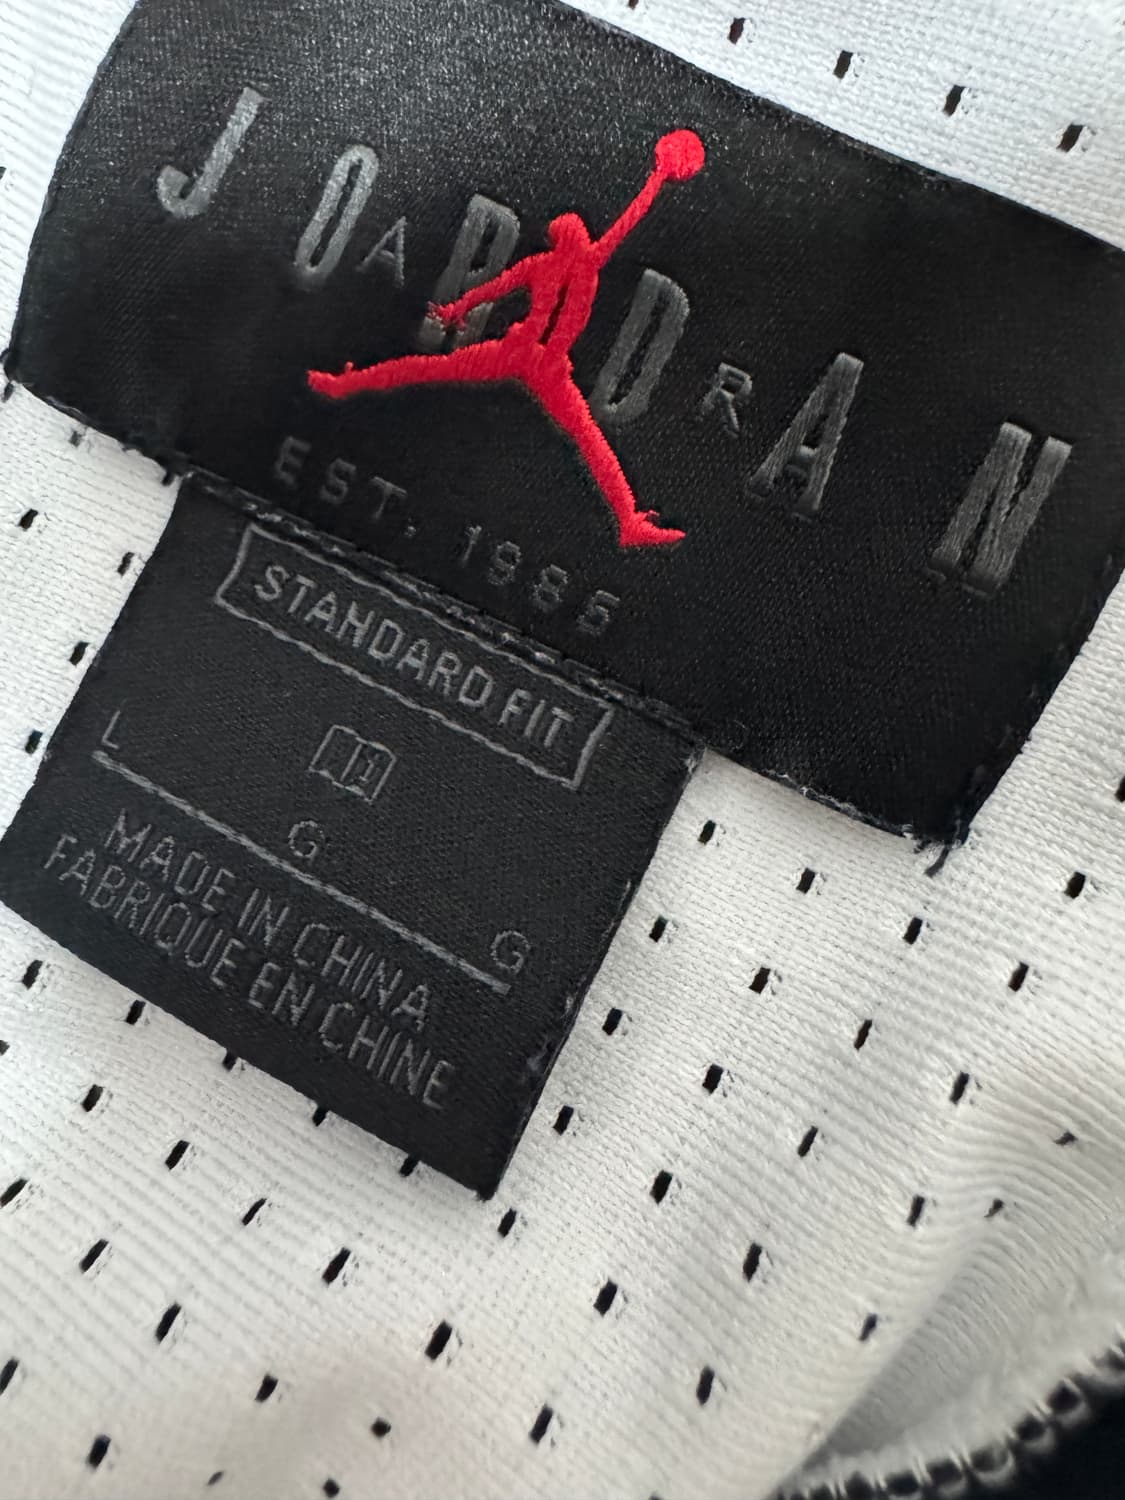 JORDAN
A R
EST. 1985
STANDARD FIT
L
G
G
MADE IN CHINA
FABRIQUE EN CHINE